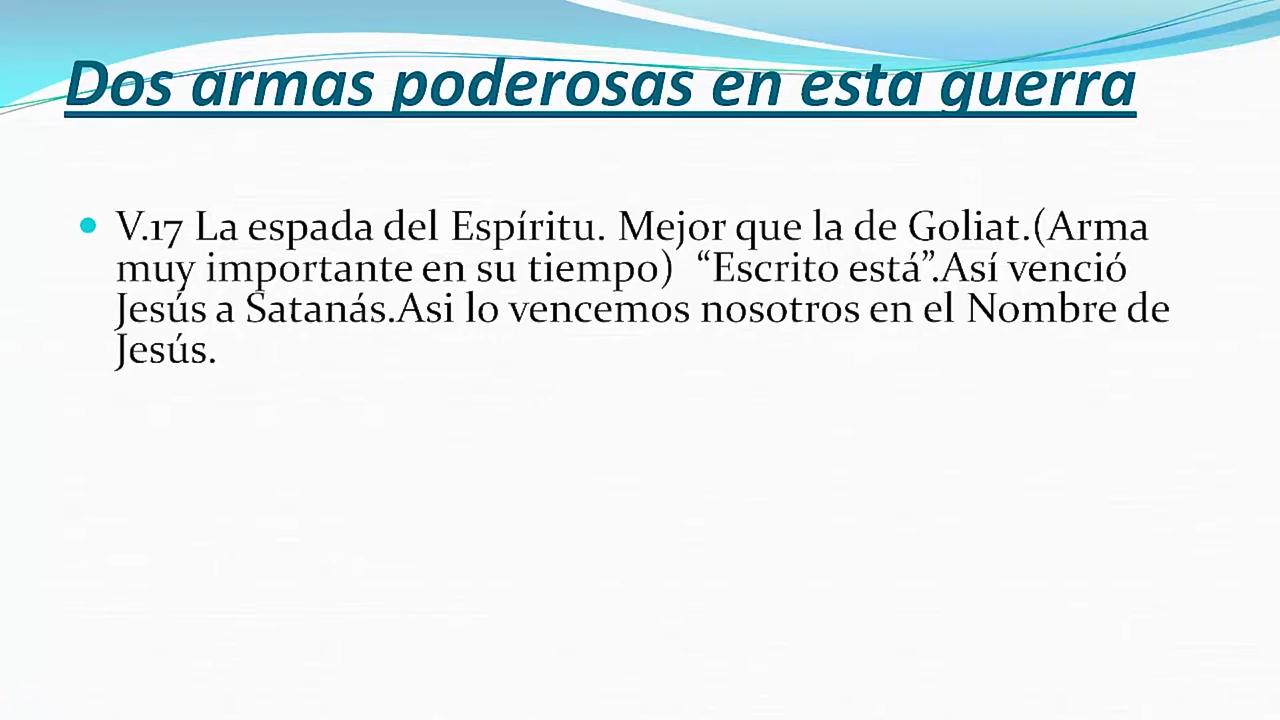 Dos armas poderosas en esta guerra
V.17 La espada del Espíritu. Mejor que la de Goliat.(Arma
muy importante en su tiempo) “Escrito está”.Así venció
Jesús a Satanás.Asi lo vencemos nosotros en el Nombre de
Jesús.